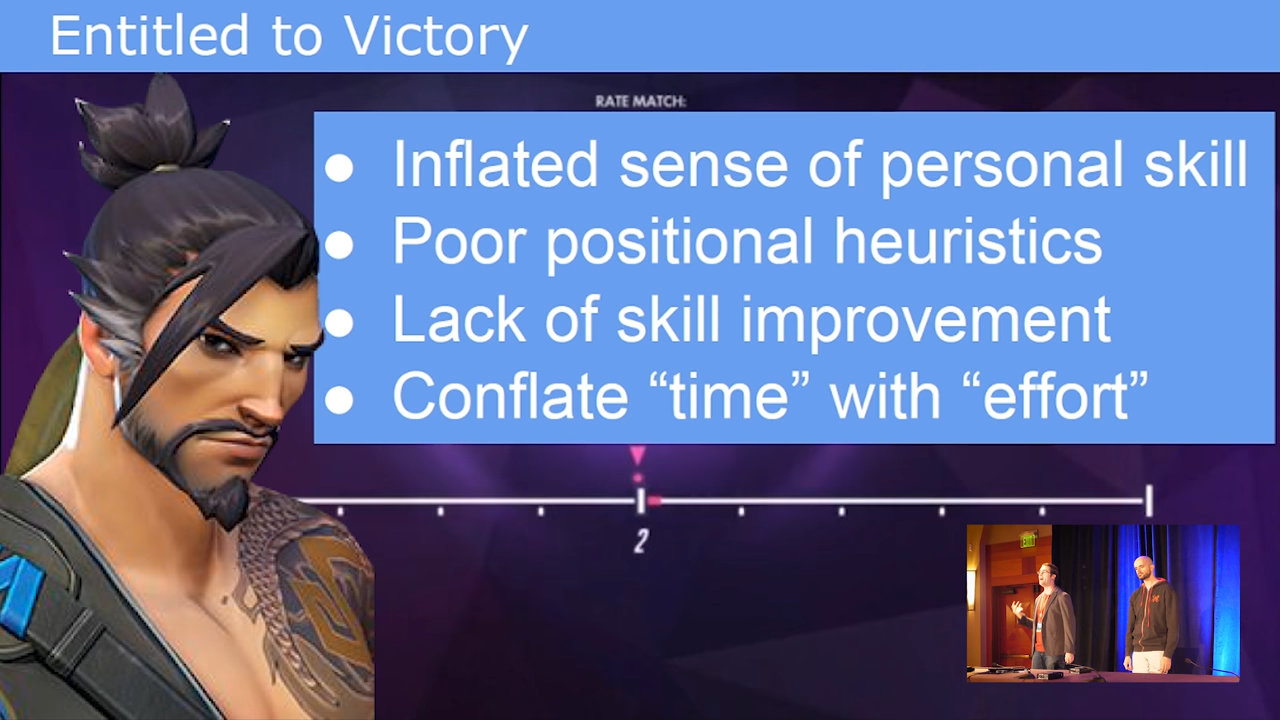 Entitled to Victory
RATE MATCH:
● Inflated sense of personal skill
● Poor positional heuristics
● Lack of skill improvement
● Conflate “time” with “effort”
2
EXIT